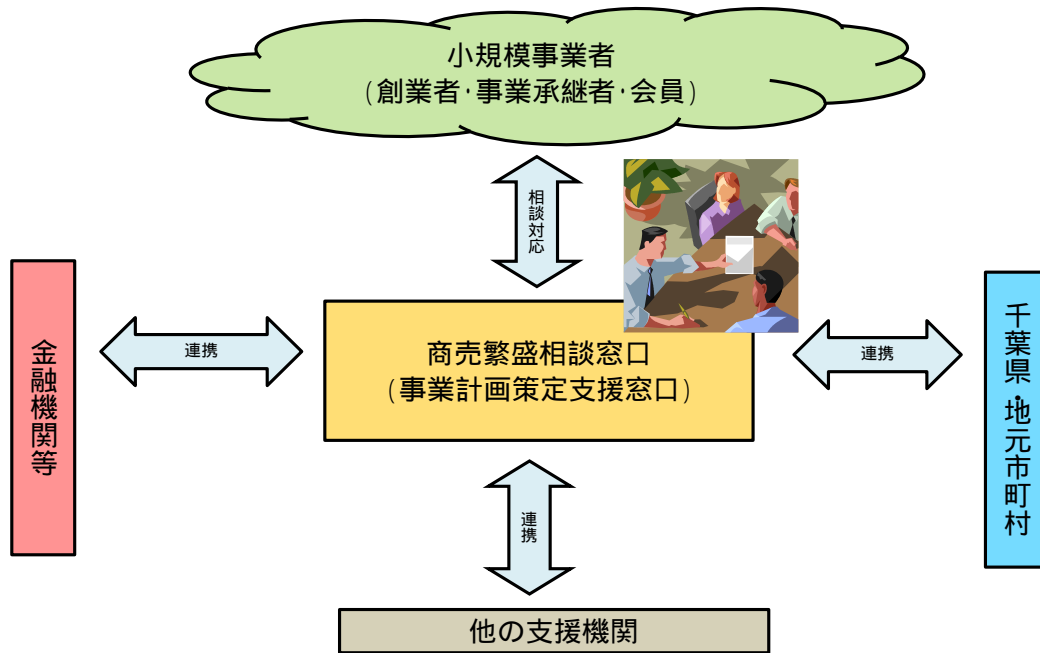 小規模事業者
(創業者・事業承継者・会員)
相談対応
金融機関等
連携
商売繁盛相談窓口
(事業計画策定支援窓口)
連携
千葉県・地元市町村
連携
他の支援機関